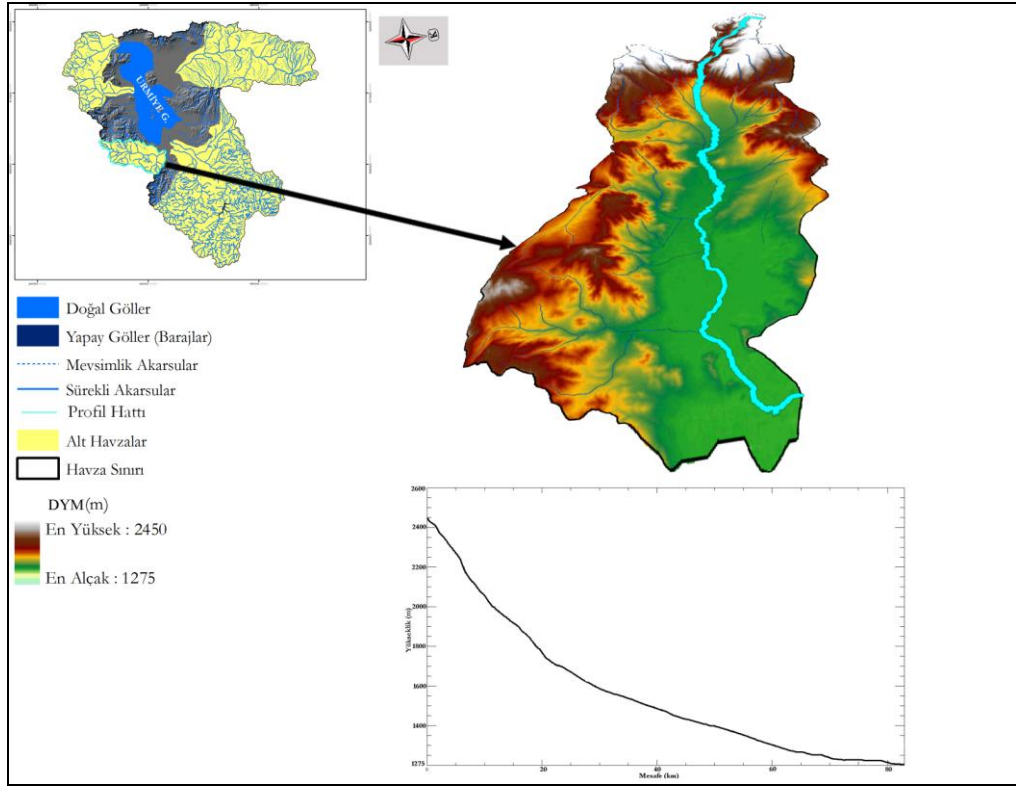 URMİYE G.
Doğal Göller
Yapay Göller (Barajlar)
Mevsimlik Akarsular
Sürekli Akarsular
Profil Hattı
Alt Havzalar
Havza Sınırı
DYM(m)
En Yüksek : 2450
En Alçak : 1275
2600
2400
2200
2000
1800
1600
1400
1275
Yükseklik (m)
0
20
40
60
80
Mesafe (km)